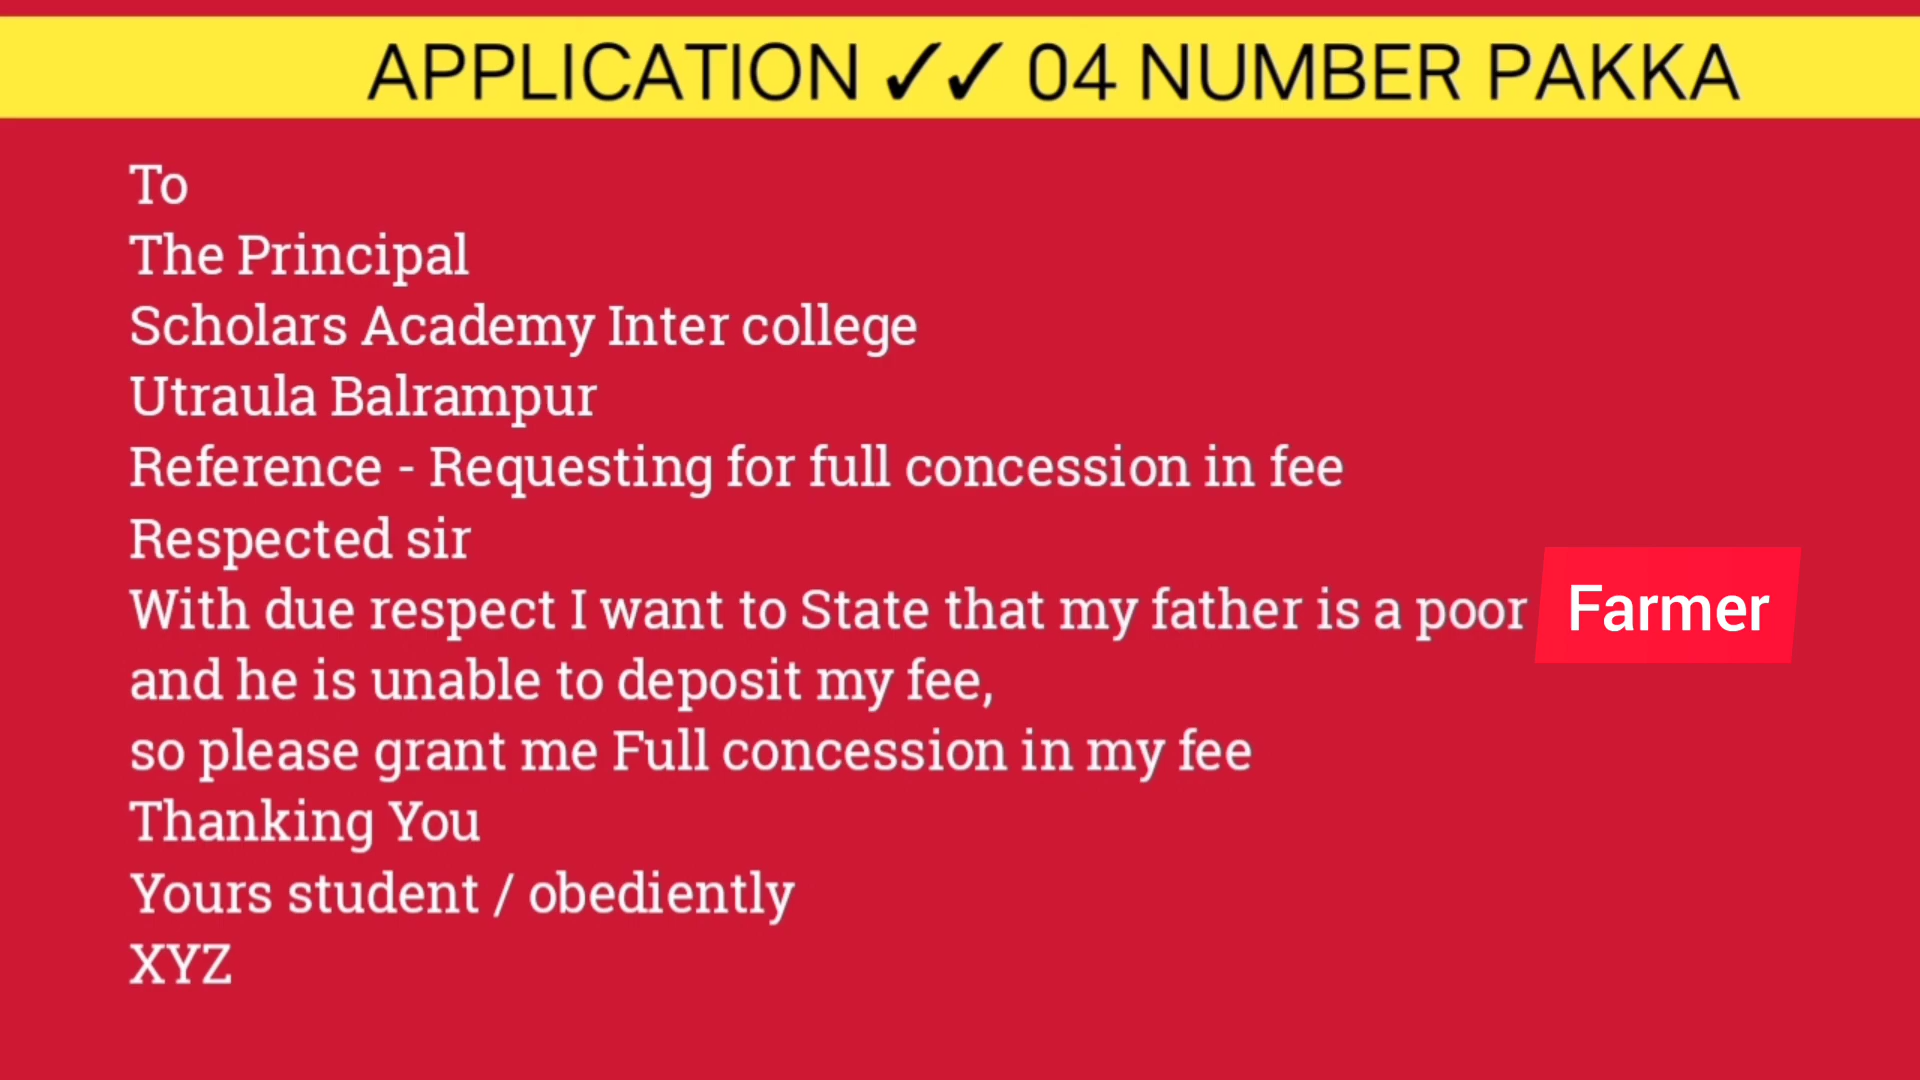 APPLICATION ✓✓ 04 NUMBER PAKKA
To
The Principal
Scholars Academy Inter college
Utraula Balrampur
Reference - Requesting for full concession in fee
Respected sir
With due respect I want to State that my father is a poor Farmer
and he is unable to deposit my fee,
so please grant me Full concession in my fee
Thanking You
Yours student / obediently
XYZ